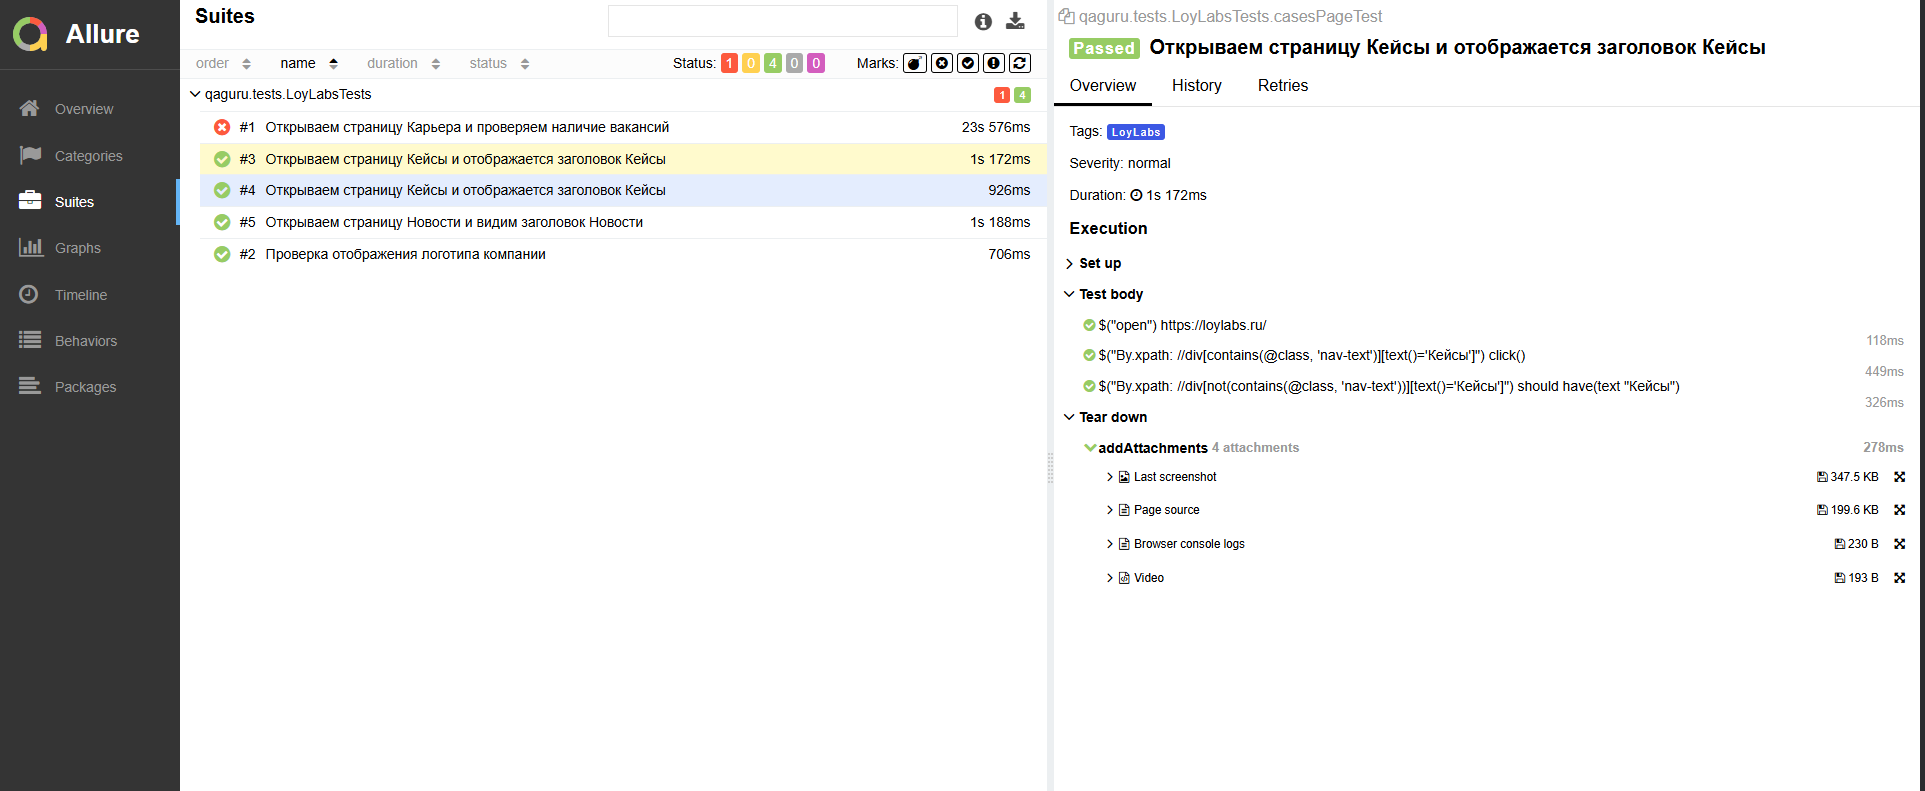 Allure
Overview
Categories
Suites
Graphs
Timeline
Behaviors
Packages
Suites
order name duration status Status: 1 0 4 0 0 Marks:
qaguru.tests.LoyLabsTests 1 4
#1 Открываем страницу Карьера и проверяем наличие вакансий 23s 576ms
#3 Открываем страницу Кейсы и отображается заголовок Кейсы 1s 172ms
#4 Открываем страницу Кейсы и отображается заголовок Кейсы 926ms
#5 Открываем страницу Новости и видим заголовок Новости 1s 188ms
#2 Проверка отображения логотипа компании 706ms
qaguru.tests.LoyLabsTests.casesPageTest
Passed Открываем страницу Кейсы и отображается заголовок Кейсы
Overview History Retries
Tags: LoyLabs
Severity: normal
Duration: 1s 172ms
Execution
Set up
Test body
$("open") https://loylabs.ru/
118ms
$("By.xpath: //div[contains(@class, 'nav-text')][text()='Кейсы']") click()
449ms
$("By.xpath: //div[not(contains(@class, 'nav-text'))][text()='Кейсы']") should have(text "Кейсы")
326ms
Tear down
addAttachments 4 attachments 278ms
Last screenshot 347.5 KB
Page source 199.6 KB
Browser console logs 230 B
Video 193 B